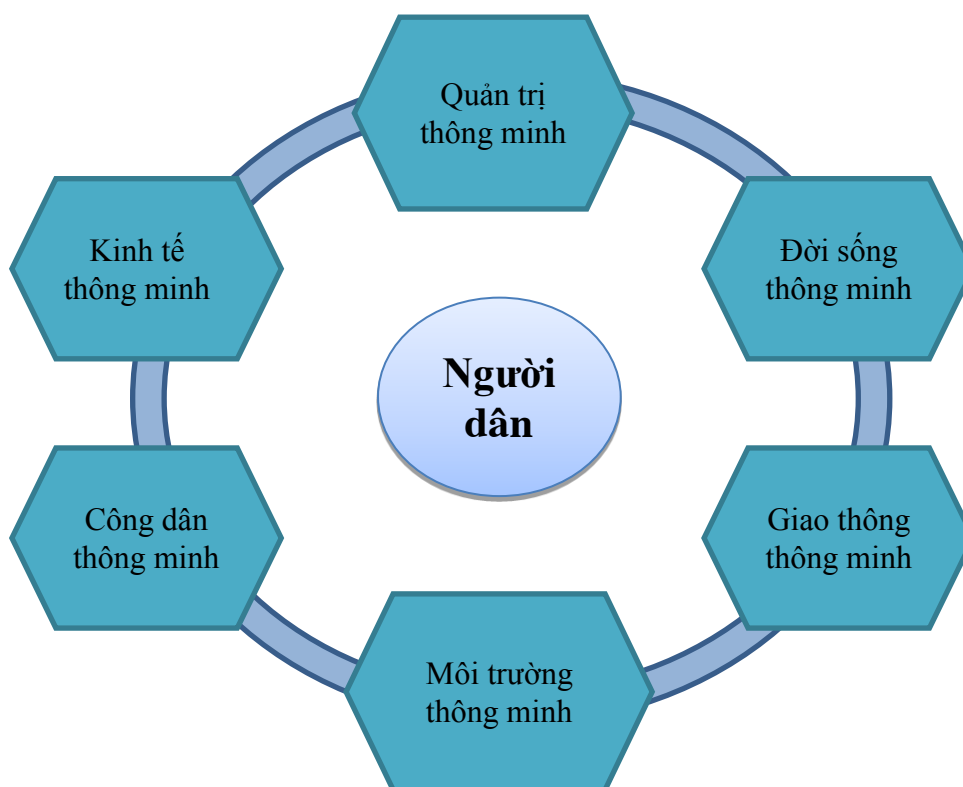 Quản trị
thông minh
Kinh tế
thông minh
Đời sống
thông minh
Người
dân
Công dân
thông minh
Giao thông
thông minh
Môi trường
thông minh